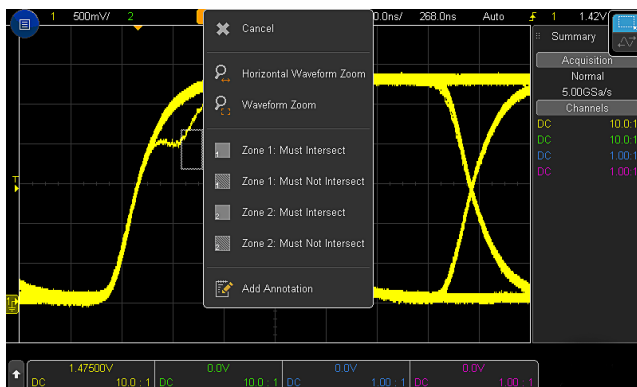 1 500mV/ 2 0.0ns/ 268.0ns Auto 1 1.42V
Cancel
Horizontal Waveform Zoom
Waveform Zoom
Zone 1: Must Intersect
Zone 1: Must Not Intersect
Zone 2: Must Intersect
Zone 2: Must Not Intersect
Add Annotation
Summary
Acquisition
Normal
5.00GSa/s
Channels
DC 10.0:1
DC 10.0:1
DC 1.00:1
DC 1.00:1
T
1
1.47500V 0.0V 0.0V 0.0V
DC 10.0 : 1 DC 10.0 : 1 DC 1.00 : 1 DC 1.00 : 1